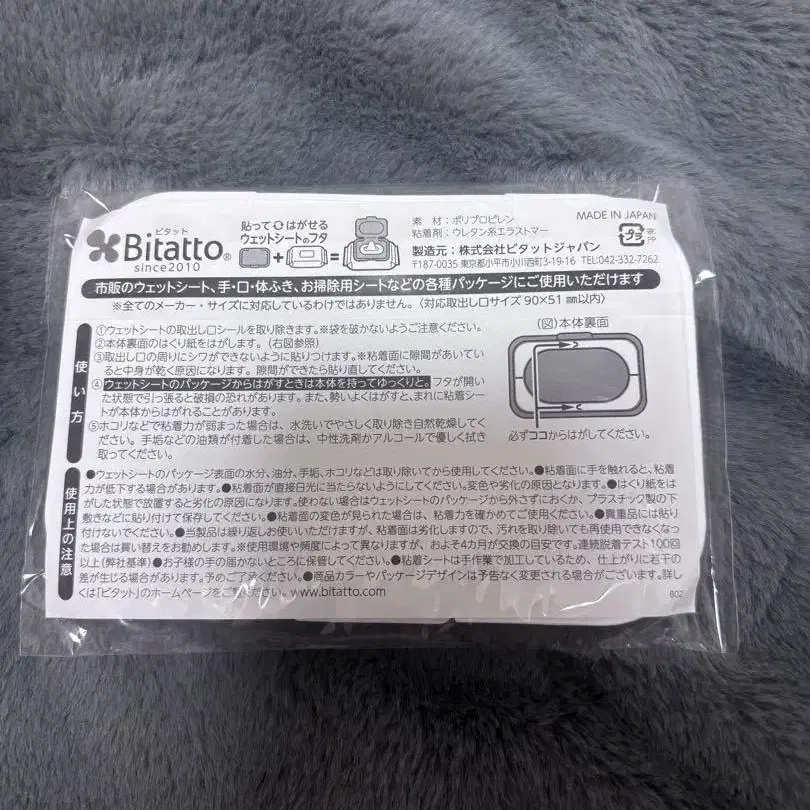 ビタット
Bitatto®
since2010
貼って はがせる
ウェットシートのフタ
素 材：ポリプロピレン
粘着剤：ウレタン系エラストマー
MADE IN JAPAN
プラ
PP
製造元：株式会社ビタットジャパン
〒187-0035 東京都小平市小川西町3-19-16 TEL:042-332-7262
市販のウェットシート、手・口・体ふき、お掃除用シートなどの各種パッケージにご使用いただけます
※全てのメーカー・サイズに対応しているわけではありません。〈対応取出し口サイズ 90×51 mm以内〉
使い方
①ウェットシートの取出し口シールを取り除きます。※袋を破かないようご注意ください。
②本体裏面のはくり紙をはがします。（右図参照）
③取出し口の周りにシワができないように貼りつけます。※粘着面に隙間があいてい
ると中身が乾く原因になります。隙間ができたら貼り直してください。
④ウェットシートのパッケージからはがすときは本体を持ってゆっくりと。フタが開い
た状態で引っ張ると破損の恐れがあります。また、勢いよくはがすと、まれに粘着シー
トが本体からはがれることがあります。
⑤ホコリなどで粘着力が弱まった場合は、水洗いでやさしく取り除き自然乾燥してく
ださい。手垢などの油類が付着した場合は、中性洗剤かアルコールで優しく拭き
取ってください。
（図）本体裏面
必ずココからはがしてください。
使用上の注意
●ウェットシートのパッケージ表面の水分、油分、手垢、ホコリなどは取り除いてから使用してください。●粘着面に手を触れると、粘着
力が低下する場合があります。●粘着面が直接日光に当たらないようにしてください。変色や劣化の原因となります。●はくり紙をは
がした状態で放置すると劣化の原因になります。使わない場合はウェットシートのパッケージから外さずにおくか、プラスチック製の下
敷きなどに貼り付けて保存してください。●粘着面の変色が見られた場合は、粘着力を確かめてご使用ください。●貴重品には貼り
付けないでください。●当製品は繰り返しお使いいただけますが、粘着面は劣化しますので、汚れを取り除いても再使用できなくなっ
た場合は買い替えをお勧めします。※使用環境や頻度によって異なりますが、およそ4カ月が交換の目安です。連続脱着テスト100回
以上（弊社基準）●お子様の手の届かないところに保管してください。●粘着シートは手作業で加工しているため、仕上がりに若干の
差が生じる場合があります。予めご了承ください。●商品カラーやパッケージデザインは予告なく変更される場合がございます。詳し
くは「ビタット」のホームページをご覧ください。www.bitatto.com
802